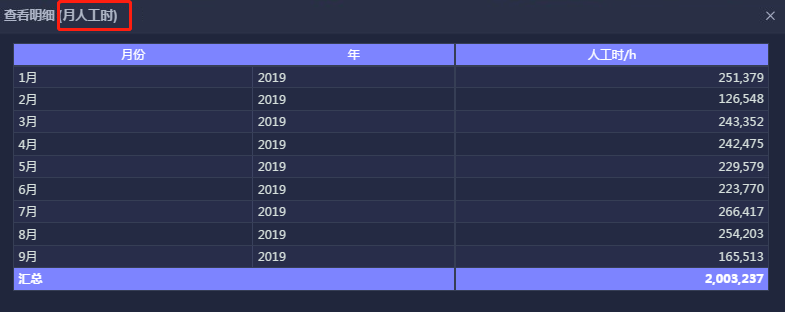 查看明细 (月人工时)
月份 年 人工时/h
1月 2019 251,379
2月 2019 126,548
3月 2019 243,352
4月 2019 242,475
5月 2019 229,579
6月 2019 223,770
7月 2019 266,417
8月 2019 254,203
9月 2019 165,513
汇总 2,003,237